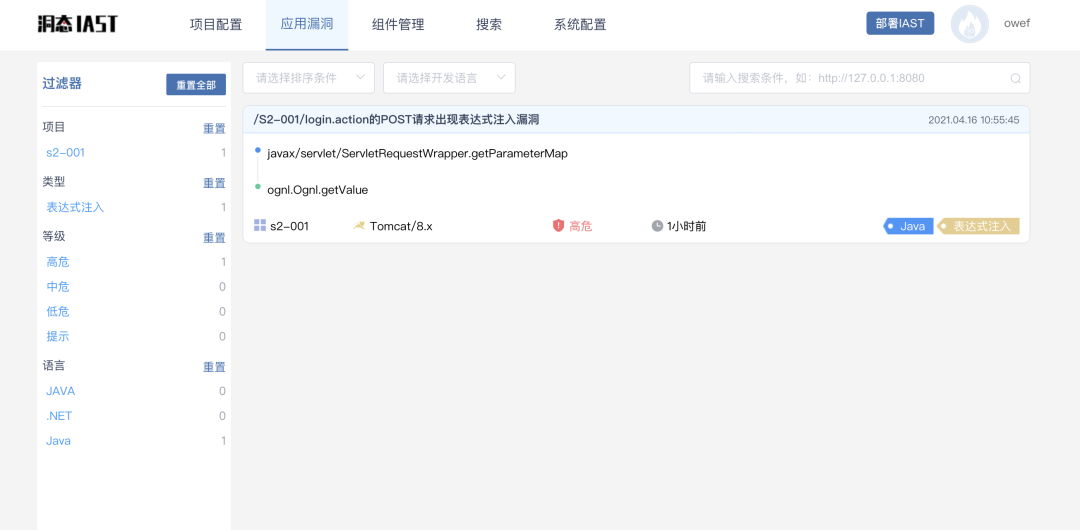 洞态 IAST
项目配置 应用漏洞 组件管理 搜索 系统配置 部署IAST owef
过滤器 重置全部
项目 重置
s2-001 1
类型 重置
表达式注入 1
等级 重置
高危 1
中危 0
低危 0
提示 0
语言 重置
JAVA 0
.NET 0
Java 1
请选择排序条件 请选择开发语言 请输入搜索条件，如：http://127.0.0.1:8080
/S2-001/login.action的POST请求出现表达式注入漏洞 2021.04.16 10:55:45
javax/servlet/ServletRequestWrapper.getParameterMap
ognl.Ognl.getValue
s2-001 Tomcat/8.x 高危 1小时前 Java 表达式注入